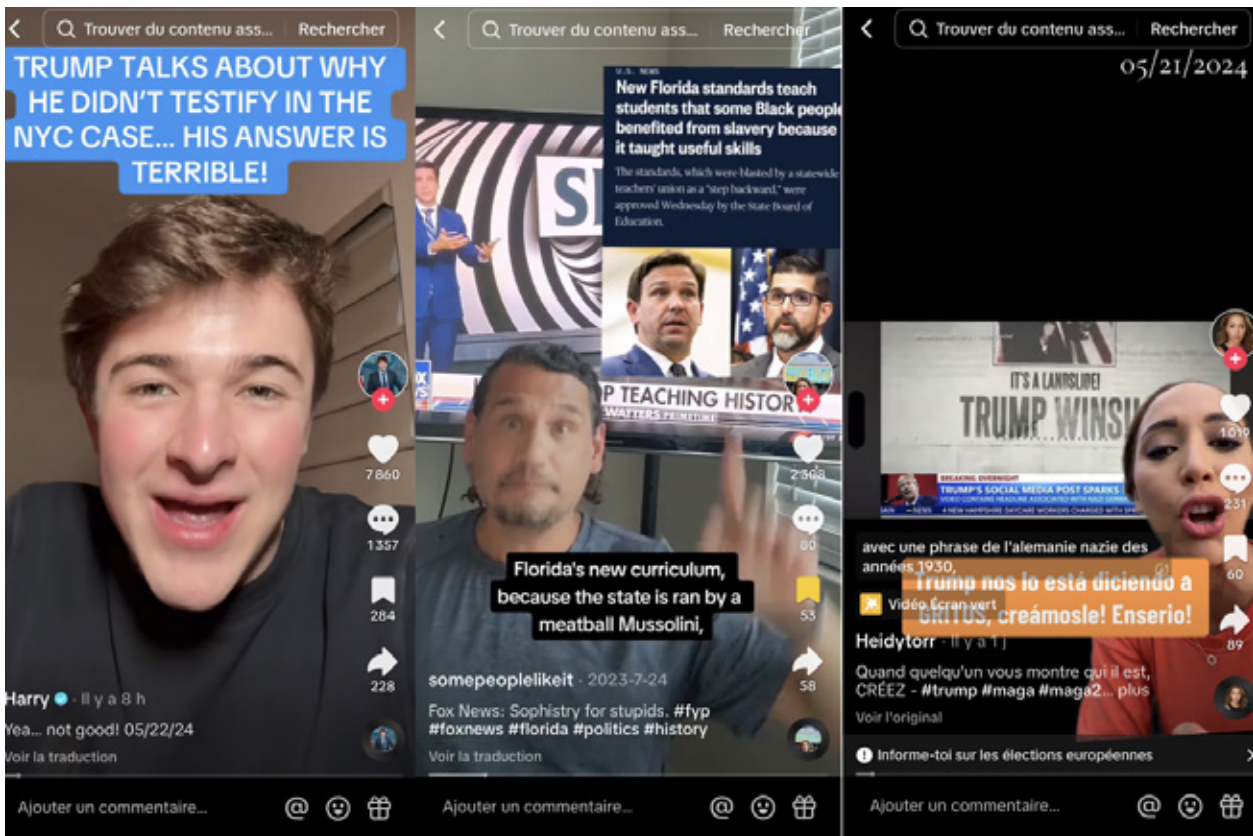 Trouver du contenu ass... Rechercher
TRUMP TALKS ABOUT WHY
HE DIDN'T TESTIFY IN THE
NYC CASE... HIS ANSWER IS
TERRIBLE!
7860
1357
284
228
Harry · Il y a 8 h
Yea... not good! 05/22/24
Voir la traduction
Ajouter un commentaire...
Trouver du contenu ass... Rechercher
U.S. NEWS
New Florida standards teach
students that some Black people
benefited from slavery because
it taught useful skills
The standards, which were blasted by a statewide
teachers' union as a "step backward," were
approved Wednesday by the State Board of
Education.
P TEACHING HISTOR
WATTERS PRIMETIME
2308
80
53
58
Florida's new curriculum,
because the state is ran by a
meatball Mussolini,
somepeoplelikeit · 2023-7-24
Fox News: Sophistry for stupids. #fyp
#foxnews #florida #politics #history
Voir la traduction
Ajouter un commentaire...
Trouver du contenu ass... Rechercher
05/21/2024
IT'S A LANDSLIDE!
TRUMP WINS!
BREAKING OVERNIGHT
TRUMP'S SOCIAL MEDIA POST SPARKS
1019
231
60
89
avec une phrase de l'alemanie nazie des
années 1930,
Trump nos lo está diciendo a
GRITOS, creámosle! Enserio!
Vidéo Écran vert
Heidytorr · Il y a 1 j
Quand quelqu'un vous montre qui il est,
CRÉEZ - #trump #maga #maga2... plus
Voir l'original
Informe-toi sur les élections européennes
Ajouter un commentaire...